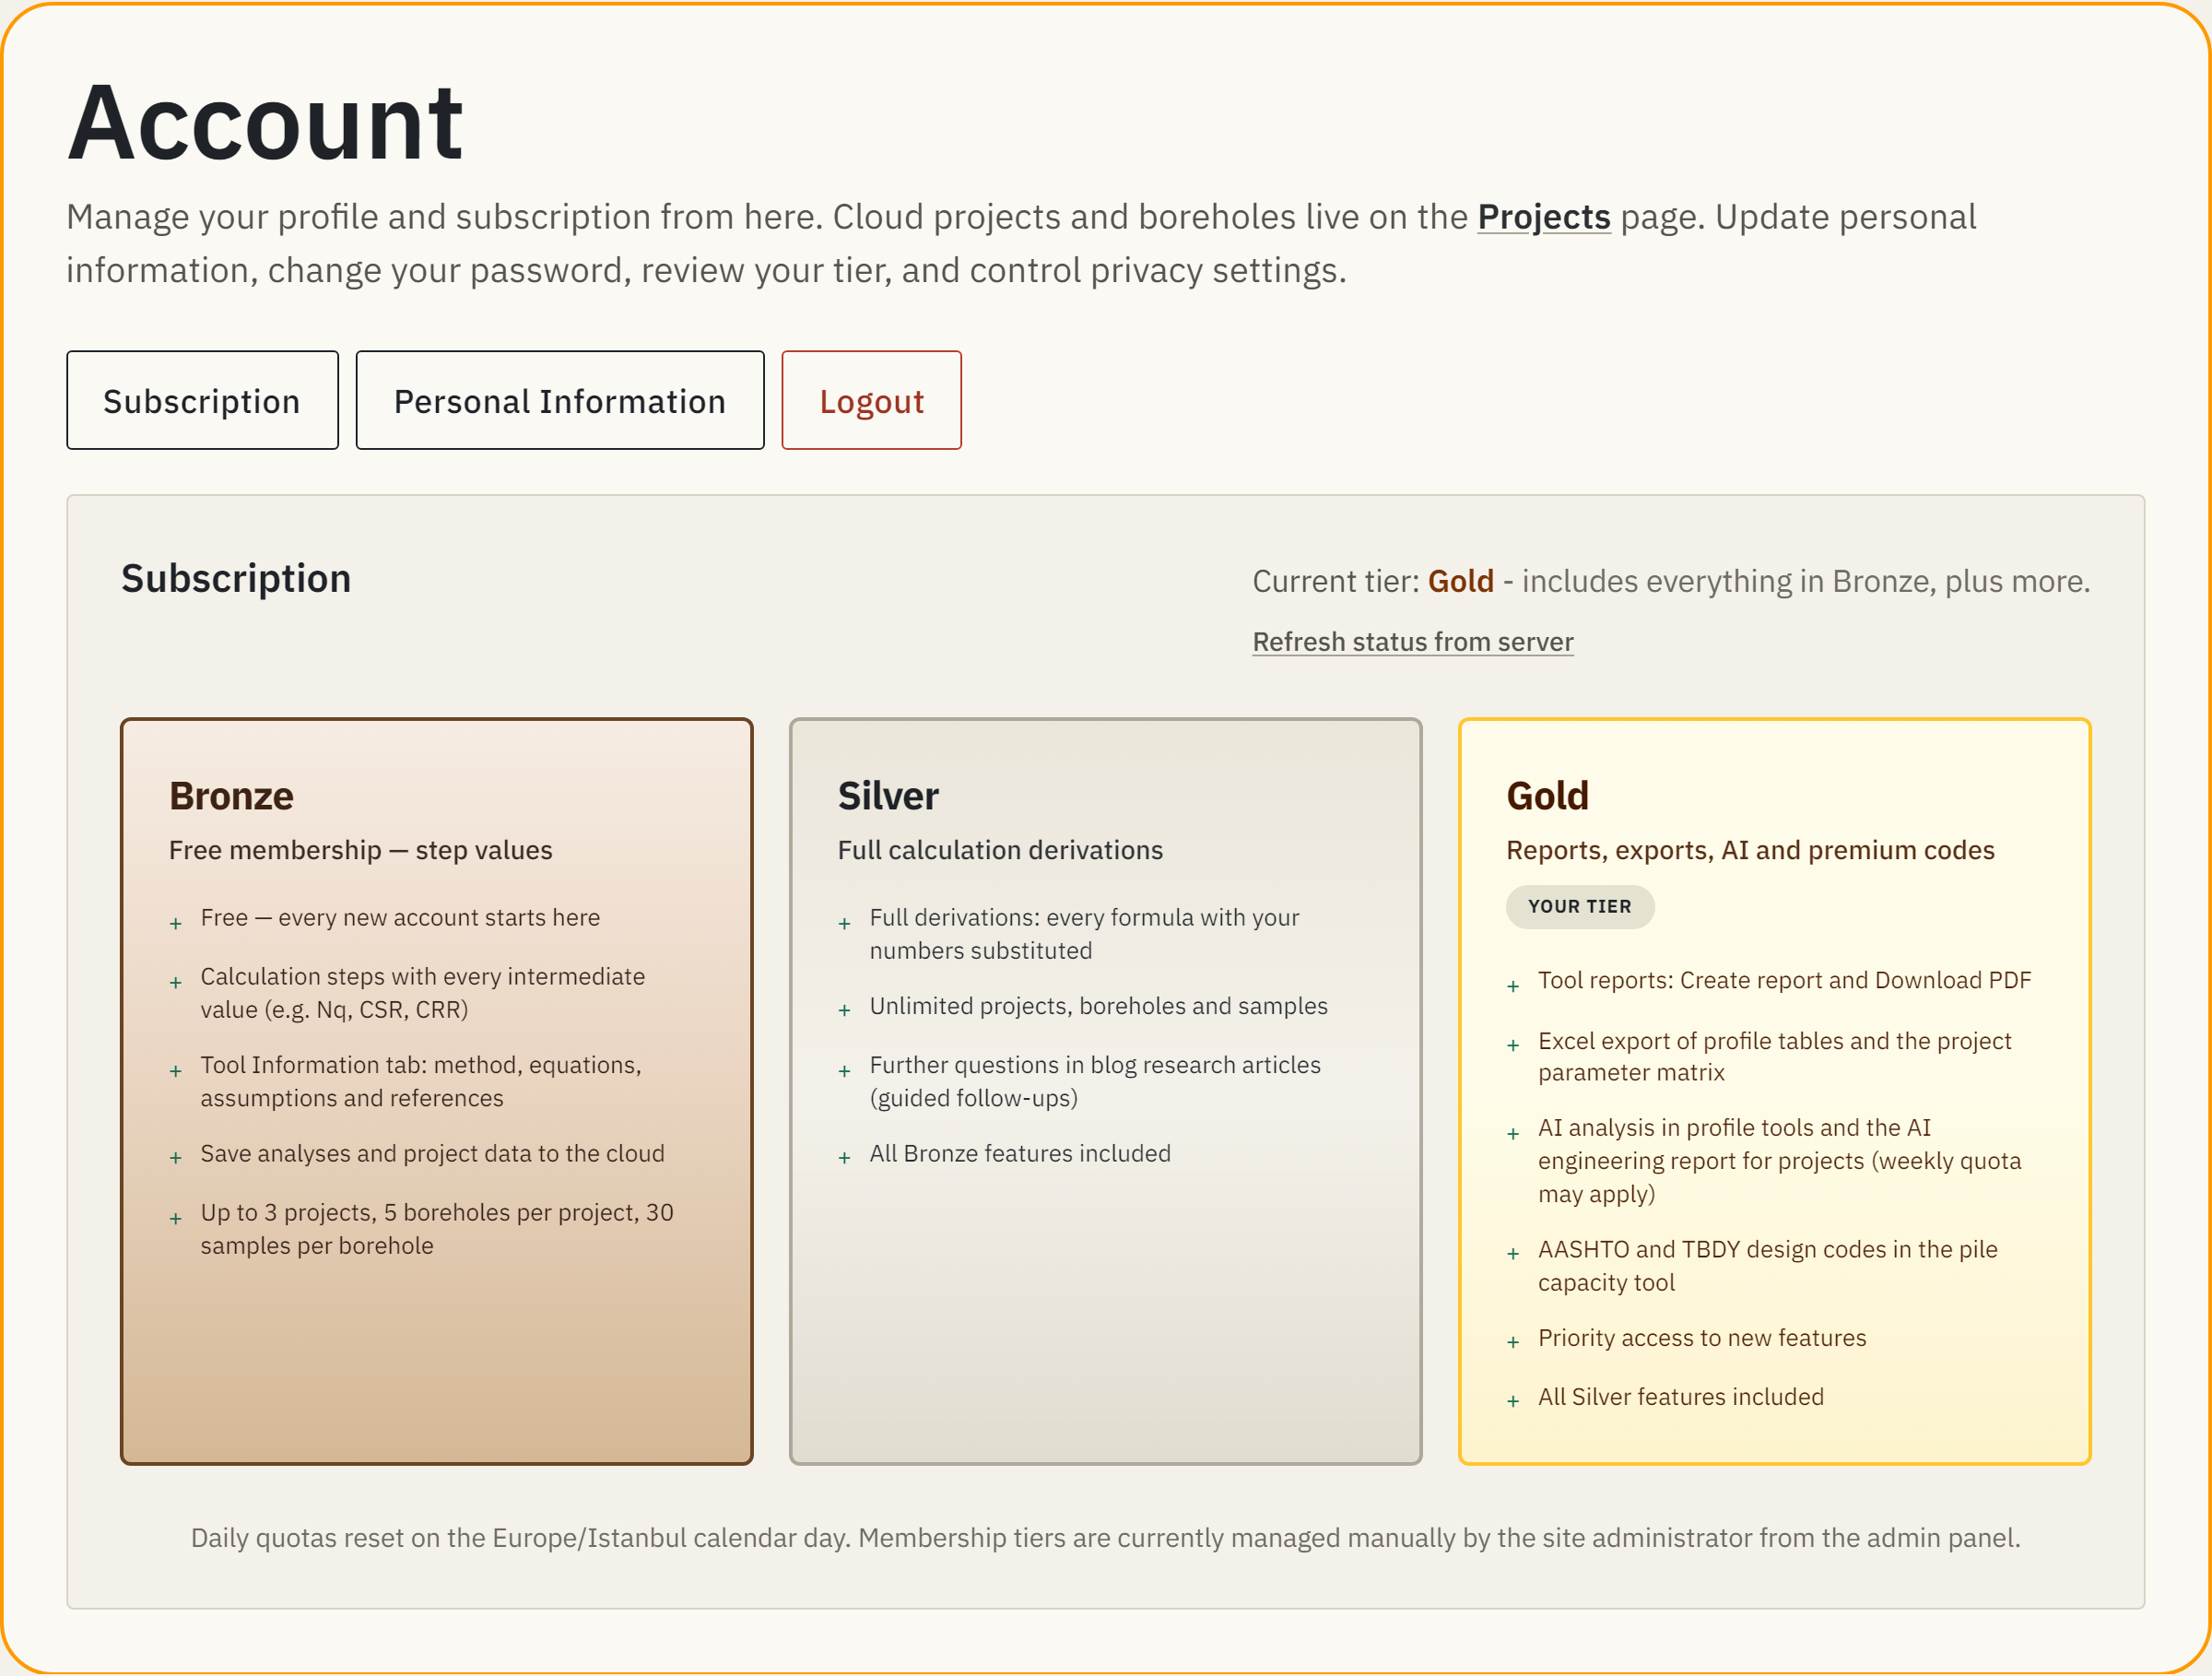 Account
Manage your profile and subscription from here. Cloud projects and boreholes live on the Projects page. Update personal
information, change your password, review your tier, and control privacy settings.
Subscription
Personal Information
Logout
Subscription
Current tier: Gold - includes everything in Bronze, plus more.
Refresh status from server
Bronze
Free membership — step values
+ Free — every new account starts here
+ Calculation steps with every intermediate
value (e.g. Nq, CSR, CRR)
+ Tool Information tab: method, equations,
assumptions and references
+ Save analyses and project data to the cloud
+ Up to 3 projects, 5 boreholes per project, 30
samples per borehole
Silver
Full calculation derivations
+ Full derivations: every formula with your
numbers substituted
+ Unlimited projects, boreholes and samples
+ Further questions in blog research articles
(guided follow-ups)
+ All Bronze features included
Gold
Reports, exports, AI and premium codes
YOUR TIER
+ Tool reports: Create report and Download PDF
+ Excel export of profile tables and the project
parameter matrix
+ AI analysis in profile tools and the AI
engineering report for projects (weekly quota
may apply)
+ AASHTO and TBDY design codes in the pile
capacity tool
+ Priority access to new features
+ All Silver features included
Daily quotas reset on the Europe/Istanbul calendar day. Membership tiers are currently managed manually by the site administrator from the admin panel.